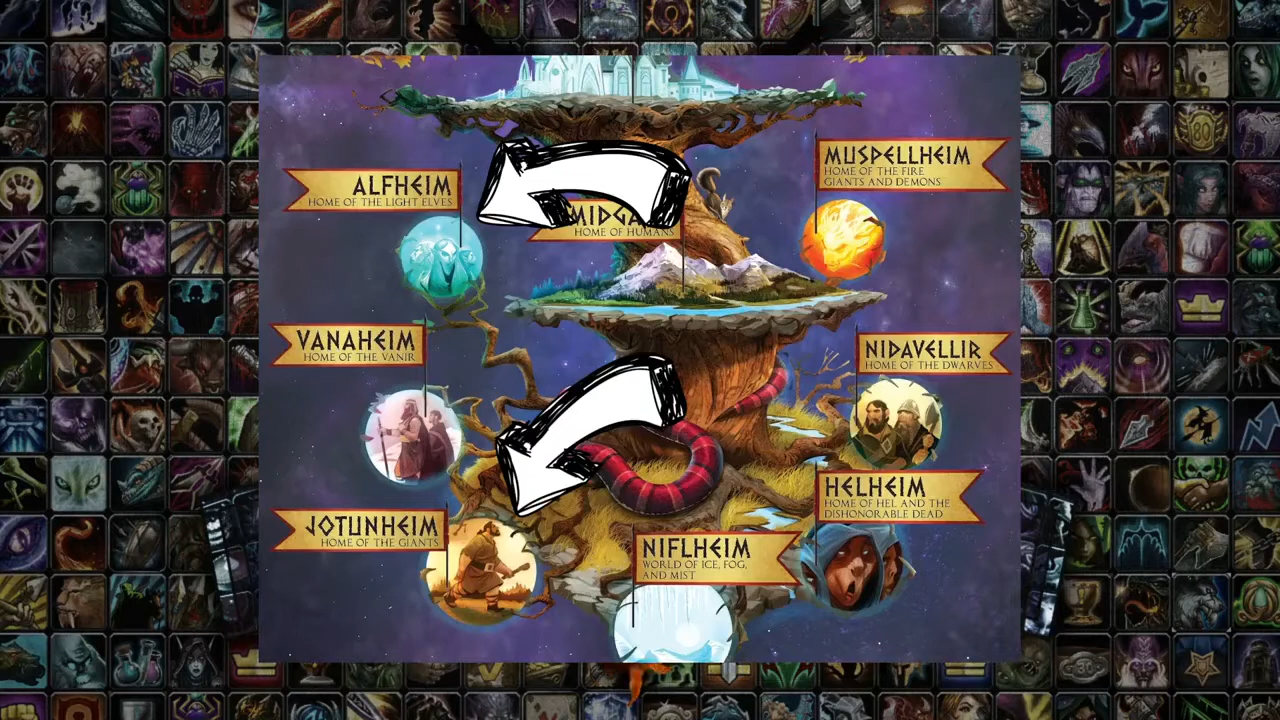 MUSPELLHEIM
HOME OF THE FIRE
GIANTS AND DEMONS
ALFHEIM
HOME OF THE LIGHT ELVES
HOME OF HUMANS
VANAHEIM
HOME OF THE VANIR
NIDAVELLIR
HOME OF THE DWARVES
HELHEIM
HOME OF HEL AND THE
DISHONORABLE DEAD
JOTUNHEIM
HOME OF THE GIANTS
NIFLHEIM
WORLD OF ICE, FOG,
AND MIST